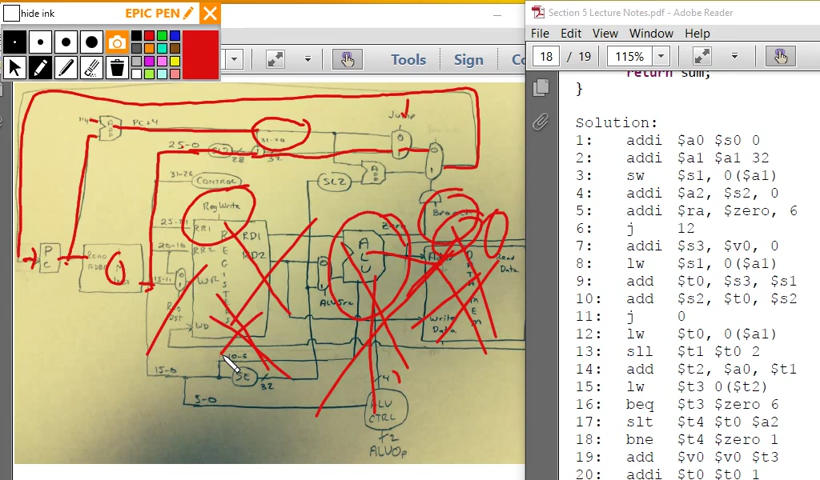 hide ink
EPIC PEN
Section 5 Lecture Notes.pdf - Adobe Reader
File Edit View Window Help
Tools Sign
18 / 19 115%
return sum;
}
Solution:
1: addi $a0 $s0 0
2: addi $a1 $a1 32
3: sw $s1, 0($a1)
4: addi $a2, $s2, 0
5: addi $ra, $zero, 6
6: j 12
7: addi $s3, $v0, 0
8: lw $s1, 0($a1)
9: add $t0, $s3, $s1
10: add $s2, $t0, $s2
11: j 0
12: lw $t0, 0($a1)
13: sll $t1 $t0 2
14: add $t2, $a0, $t1
15: lw $t3 0($t2)
16: beq $t3 $zero 6
17: slt $t4 $t0 $a2
18: bne $t4 $zero 1
19: add $v0 $v0 $t3
20: addi $t0 $t0 1
PC+4
Jump
25-0
28
31-26
CONTROL
SL2
RegWrite
RR1
RD1
RR2
RD2
WR
WD
REGISTERS
Zero
ALU
ALUSrc
Branch
Read Data
Write Data
DATA MEM
PC
15-0
SE
32
5-0
4
ALU CTRL
2
ALUOp